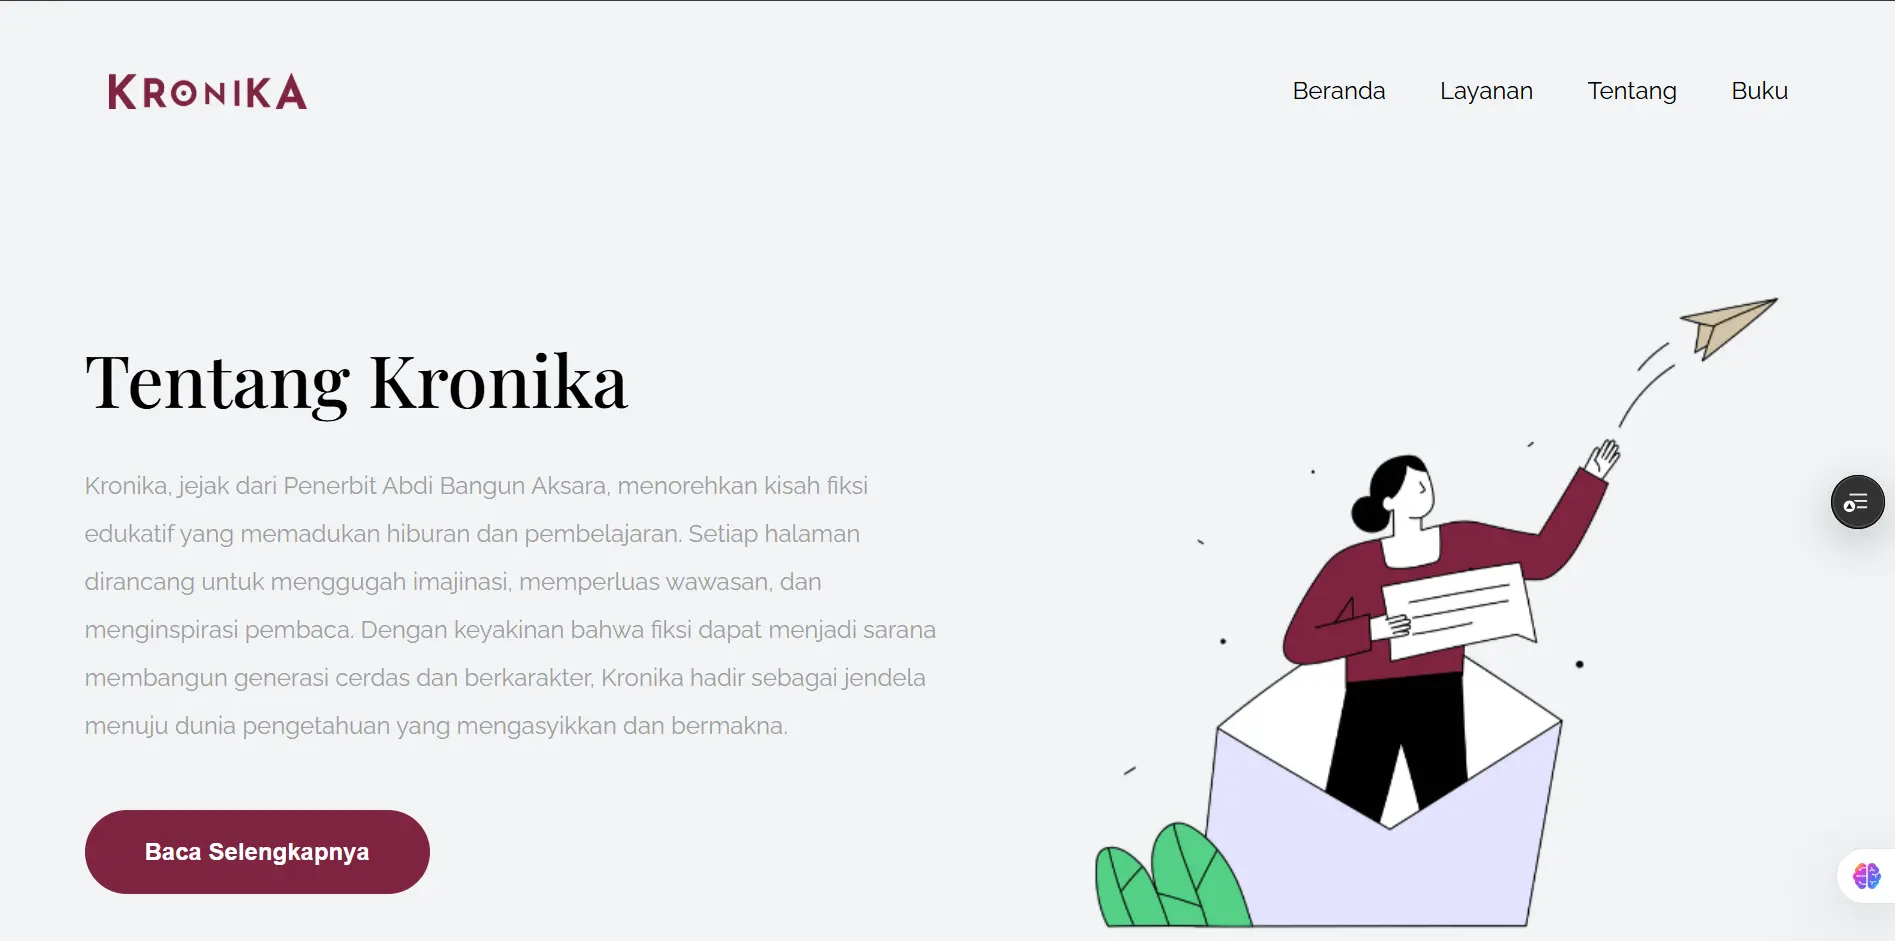 KRONIKA
Beranda Layanan Tentang Buku
Tentang Kronika
Kronika, jejak dari Penerbit Abdi Bangun Aksara, menorehkan kisah fiksi
edukatif yang memadukan hiburan dan pembelajaran. Setiap halaman
dirancang untuk menggugah imajinasi, memperluas wawasan, dan
menginspirasi pembaca. Dengan keyakinan bahwa fiksi dapat menjadi sarana
membangun generasi cerdas dan berkarakter, Kronika hadir sebagai jendela
menuju dunia pengetahuan yang mengasyikkan dan bermakna.
Baca Selengkapnya